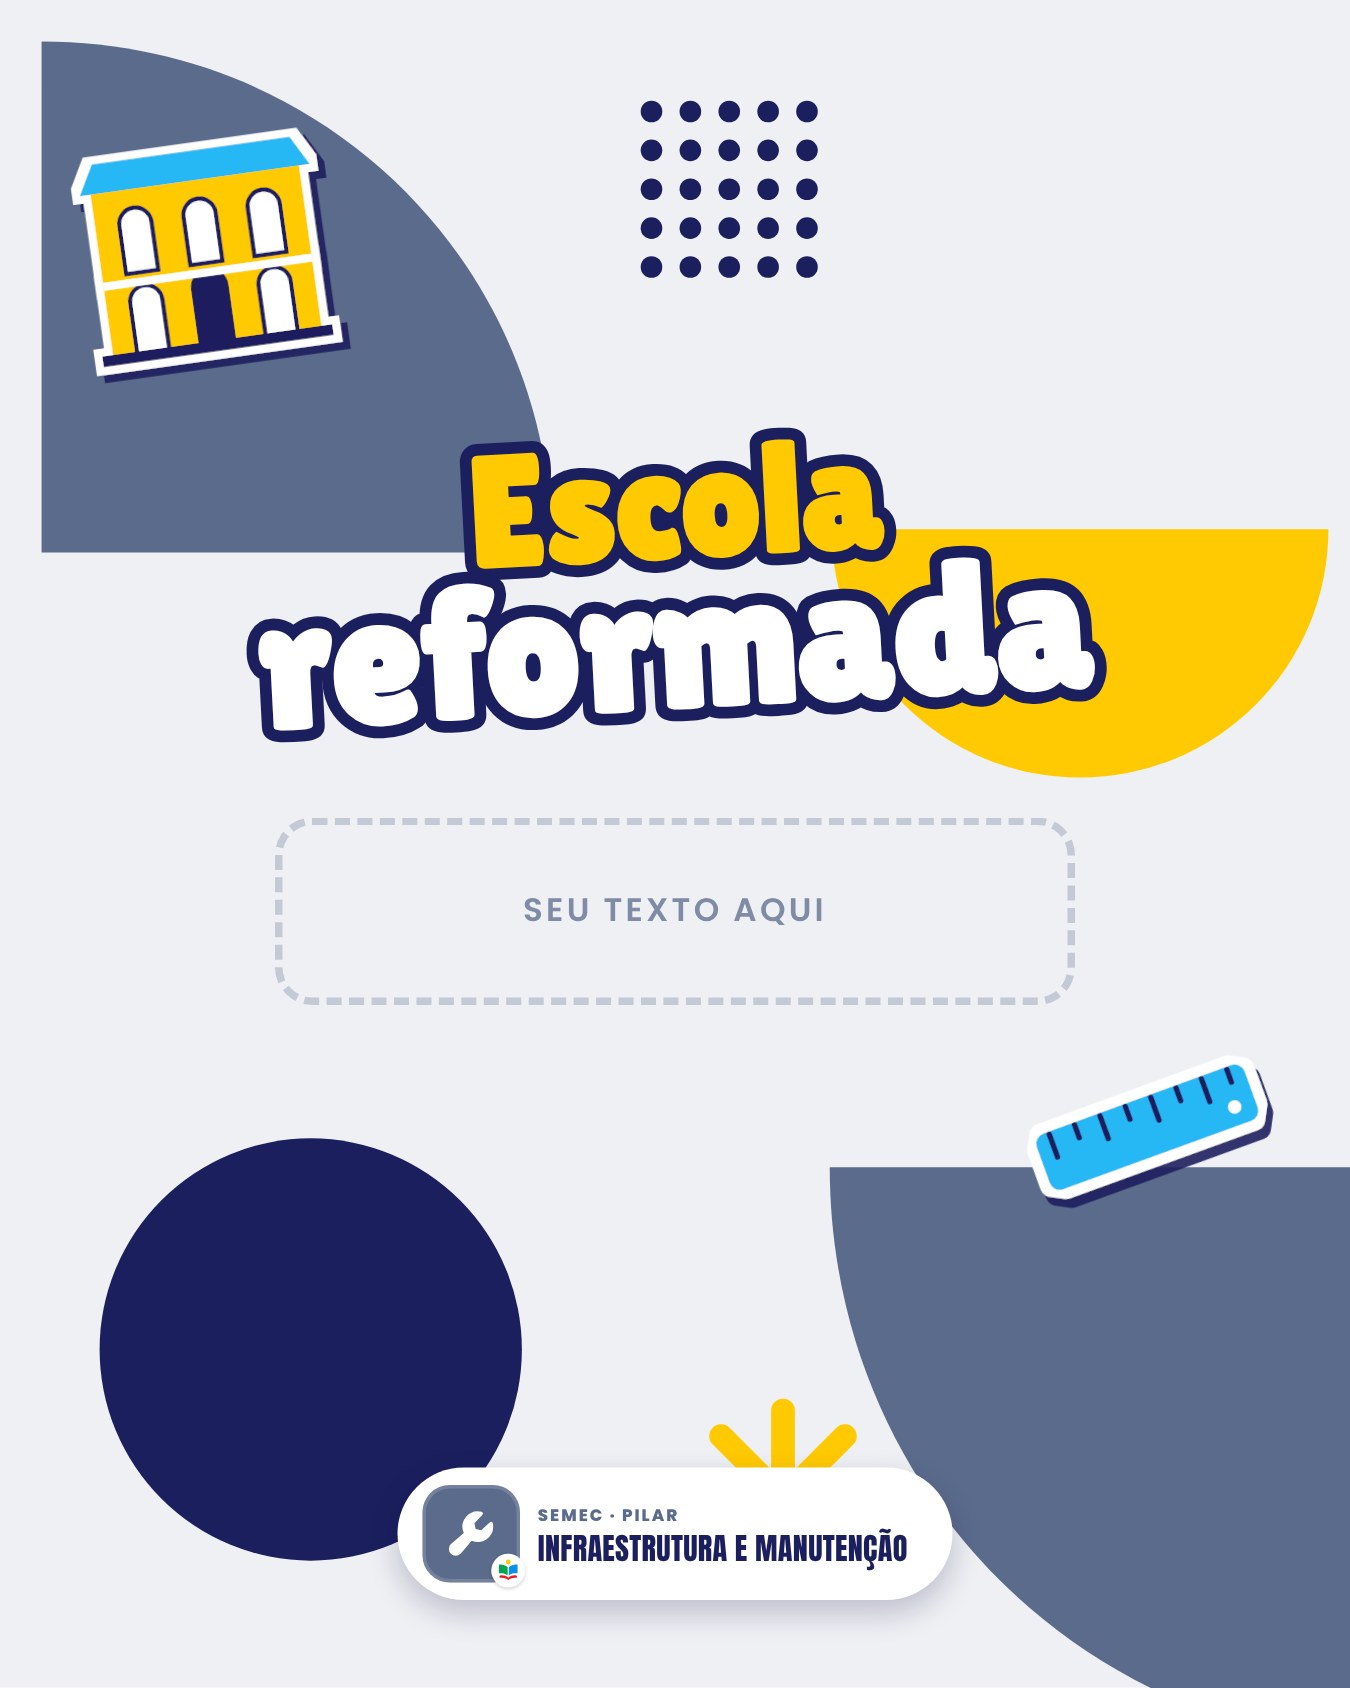 Escola
reformada
SEU TEXTO AQUI
SEMEC · PILAR
INFRAESTRUTURA E MANUTENÇÃO